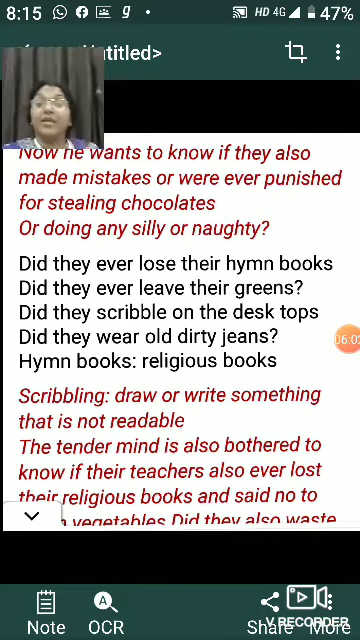 8:15 HD 4G 47%
<Untitled>
Now he wants to know if they also
made mistakes or were ever punished
for stealing chocolates
Or doing any silly or naughty?
Did they ever lose their hymn books
Did they ever leave their greens?
Did they scribble on the desk tops
Did they wear old dirty jeans?
Hymn books: religious books
06:0
Scribbling: draw or write something
that is not readable
The tender mind is also bothered to
know if their teachers also ever lost
their religious books and said no to
vegetables Did they also waste
Note OCR Share More
V RECORDER